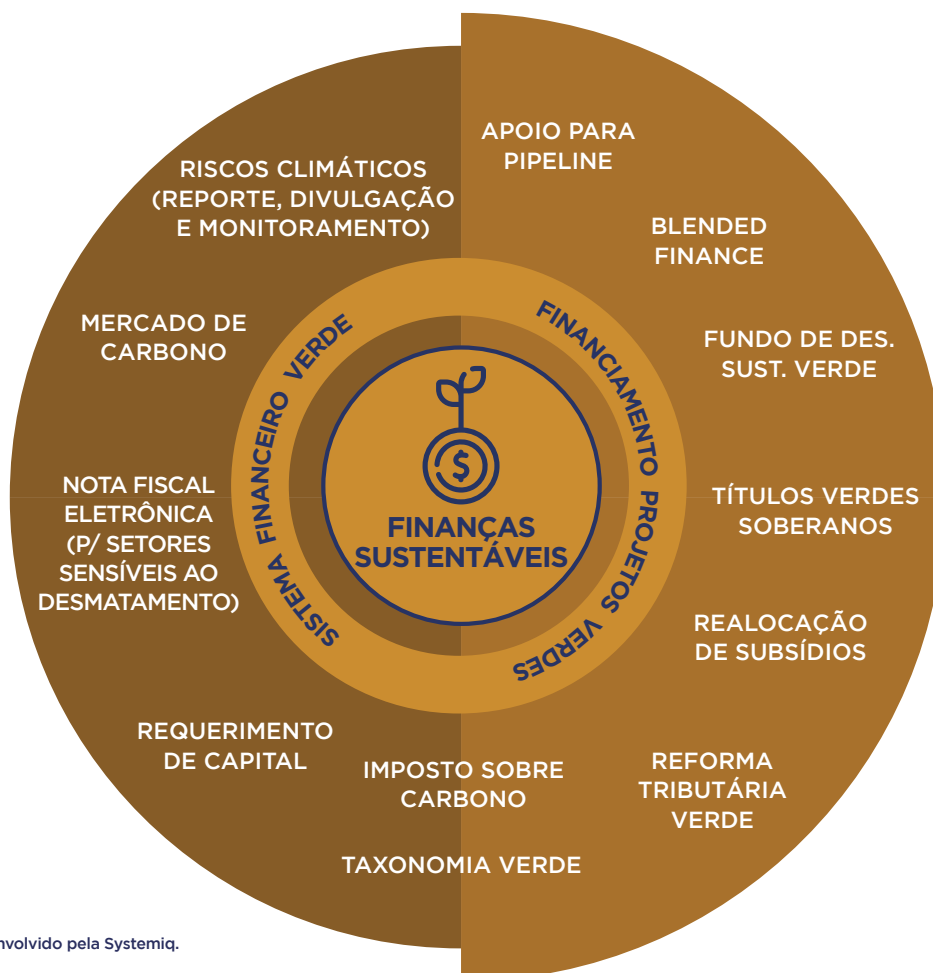 APOIO PARA
PIPELINE
RISCOS CLIMÁTICOS
(REPORTE, DIVULGAÇÃO
E MONITORAMENTO)
BLENDED
FINANCE
MERCADO DE
CARBONO
FUNDO DE DES.
SUST. VERDE
SISTEMA FINANCEIRO VERDE
FINANCIAMENTO PROJETOS VERDES
$
FINANÇAS
SUSTENTÁVEIS
NOTA FISCAL
ELETRÔNICA
(P/ SETORES
SENSÍVEIS AO
DESMATAMENTO)
TÍTULOS VERDES
SOBERANOS
REALOCAÇÃO
DE SUBSÍDIOS
REQUERIMENTO
DE CAPITAL
IMPOSTO SOBRE
CARBONO
REFORMA
TRIBUTÁRIA
VERDE
TAXONOMIA VERDE
nvolvido pela Systemiq.